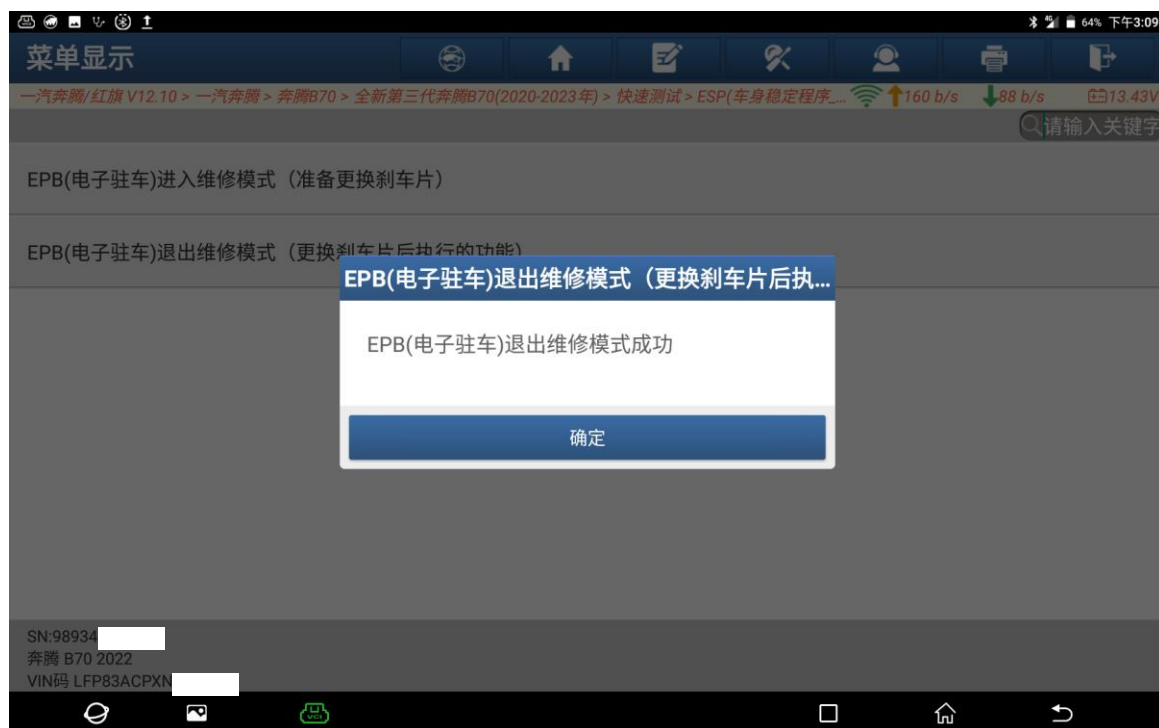 64% 下午3:09
菜单显示
一汽奔腾/红旗 V12.10 > 一汽奔腾 > 奔腾B70 > 全新第三代奔腾B70(2020-2023年) > 快速测试 > ESP(车身稳定程序_... 160 b/s 88 b/s 13.43V
请输入关键字
EPB(电子驻车)进入维修模式（准备更换刹车片）
EPB(电子驻车)退出维修模式（更换刹车片后执行的功能）
EPB(电子驻车)退出维修模式（更换刹车片后执...
EPB(电子驻车)退出维修模式成功
确定
SN:98934
奔腾 B70 2022
VIN码 LFP83ACPXN
VCI